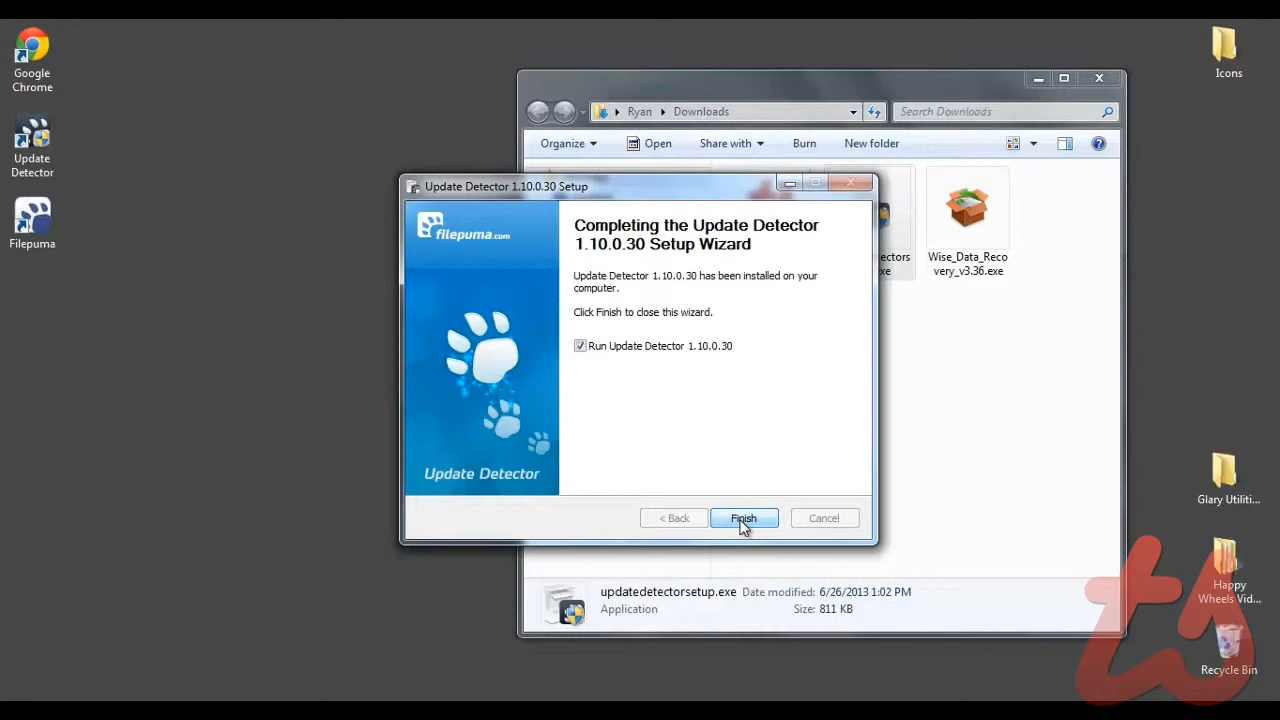 Google
Chrome
Update
Detector
Filepuma
Icons
Ryan
Downloads
Search Downloads
Organize
Open
Share with
Burn
New folder
Wise_Data_Reco
very_v3.36.exe
Update Detector 1.10.0.30 Setup
filepuma.com
Completing the Update Detector
1.10.0.30 Setup Wizard
Update Detector 1.10.0.30 has been installed on your
computer.
Click Finish to close this wizard.
Run Update Detector 1.10.0.30
Update Detector
< Back
Finish
Cancel
updatedetectorsetup.exe Date modified: 6/26/2013 1:02 PM
Application Size: 811 KB
Glary Utiliti...
Happy
Wheels Vid...
Recycle Bin